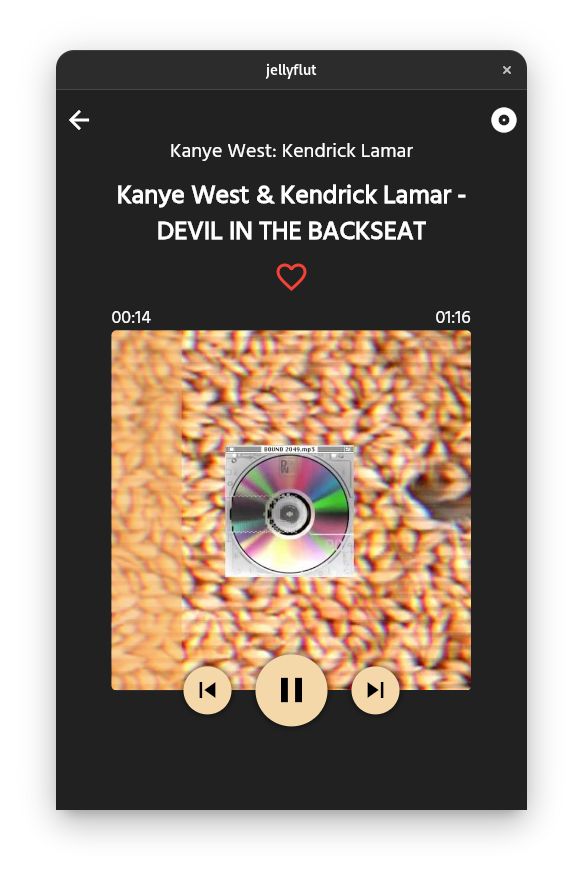 jellyflut
Kanye West: Kendrick Lamar
Kanye West & Kendrick Lamar -
DEVIL IN THE BACKSEAT
00:14
01:16
BOUND 2049.mp3